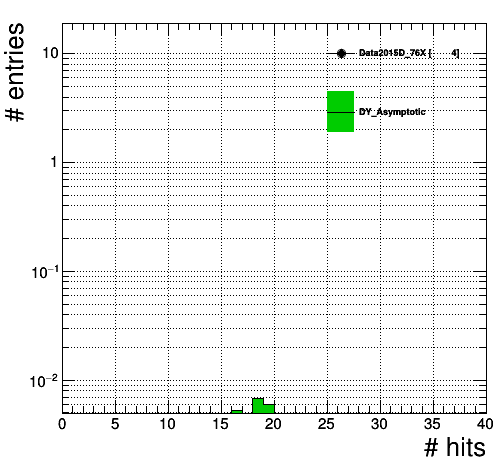 # entries
Data2015D_76X [ 4]
DY_Asymptotic
10
1
10⁻¹
10⁻²
0 5 10 15 20 25 30 35 40
# hits